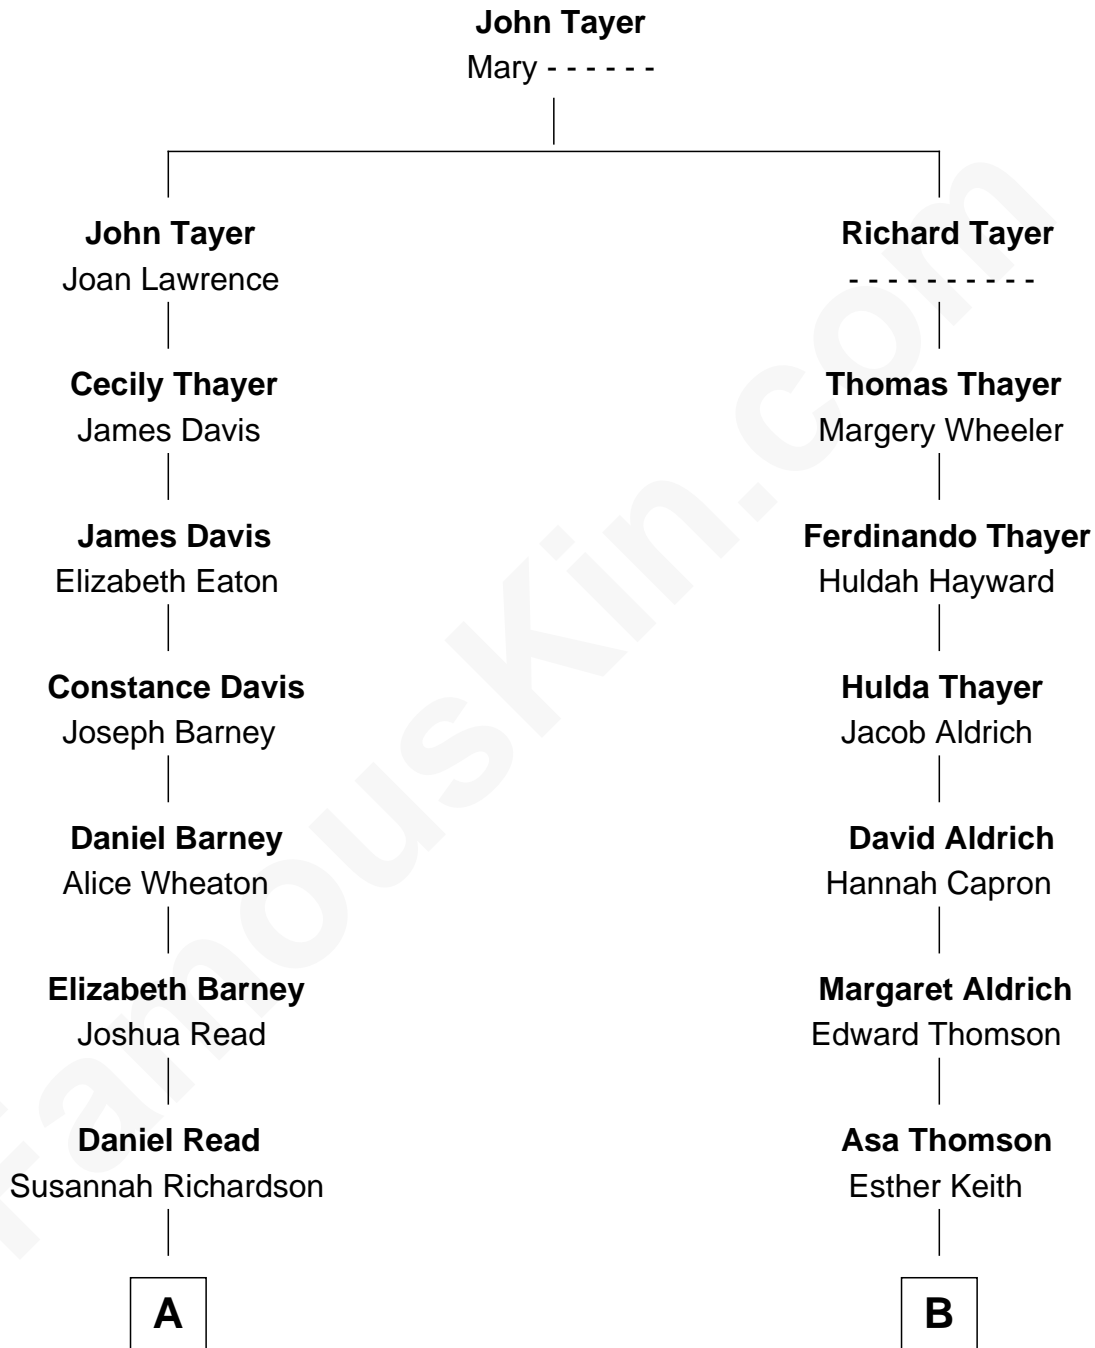 John Tayer
Mary - - - - - -
John Tayer
Joan Lawrence
Richard Tayer
- - - - - - - - - -
Cecily Thayer
James Davis
Thomas Thayer
Margery Wheeler
James Davis
Elizabeth Eaton
Ferdinando Thayer
Huldah Hayward
Constance Davis
Joseph Barney
Hulda Thayer
Jacob Aldrich
Daniel Barney
Alice Wheaton
David Aldrich
Hannah Capron
Elizabeth Barney
Joshua Read
Margaret Aldrich
Edward Thomson
Daniel Read
Susannah Richardson
Asa Thomson
Esther Keith
A
B
FamousKin.com